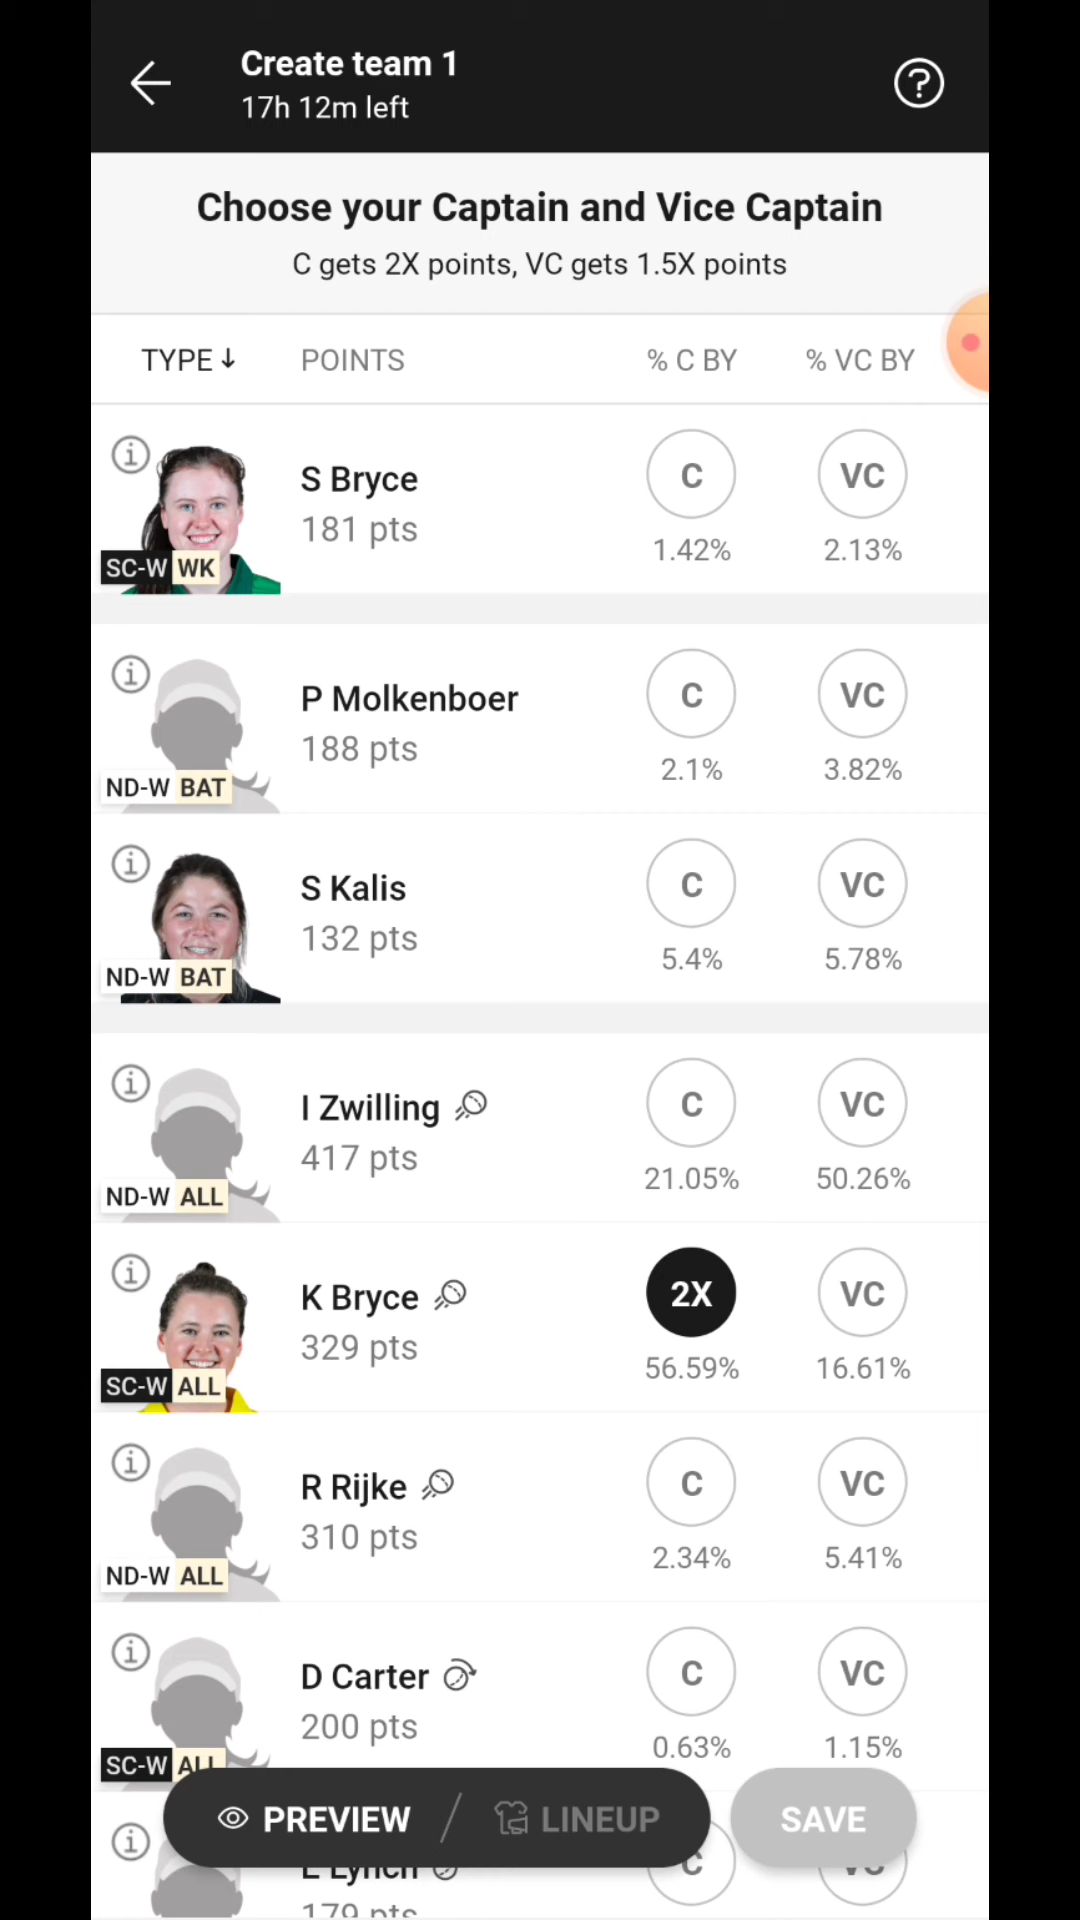 Create team 1
17h 12m left
Choose your Captain and Vice Captain
C gets 2X points, VC gets 1.5X points
TYPE POINTS % C BY % VC BY
S Bryce
181 pts
SC-W WK
C VC
1.42% 2.13%
P Molkenboer
188 pts
ND-W BAT
C VC
2.1% 3.82%
S Kalis
132 pts
ND-W BAT
C VC
5.4% 5.78%
I Zwilling
417 pts
ND-W ALL
C VC
21.05% 50.26%
K Bryce
329 pts
SC-W ALL
2X VC
56.59% 16.61%
R Rijke
310 pts
ND-W ALL
C VC
2.34% 5.41%
D Carter
200 pts
SC-W ALL
C VC
0.63% 1.15%
PREVIEW / LINEUP SAVE
Lynch
C VC
179 pts